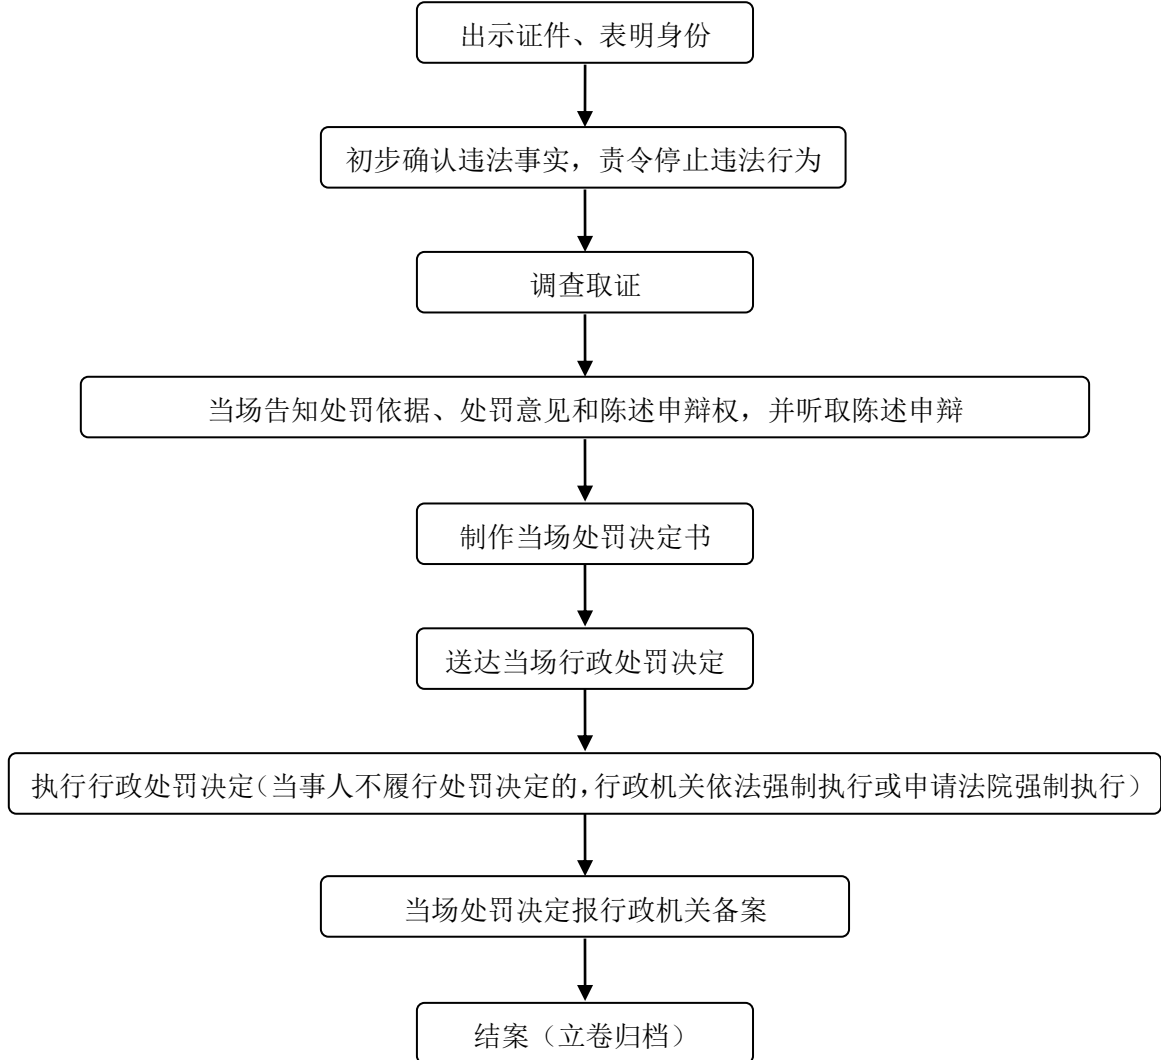 出示证件、表明身份
初步确认违法事实，责令停止违法行为
调查取证
当场告知处罚依据、处罚意见和陈述申辩权，并听取陈述申辩
制作当场处罚决定书
送达当场行政处罚决定
执行行政处罚决定（当事人不履行处罚决定的，行政机关依法强制执行或申请法院强制执行）
当场处罚决定报行政机关备案
结案（立卷归档）